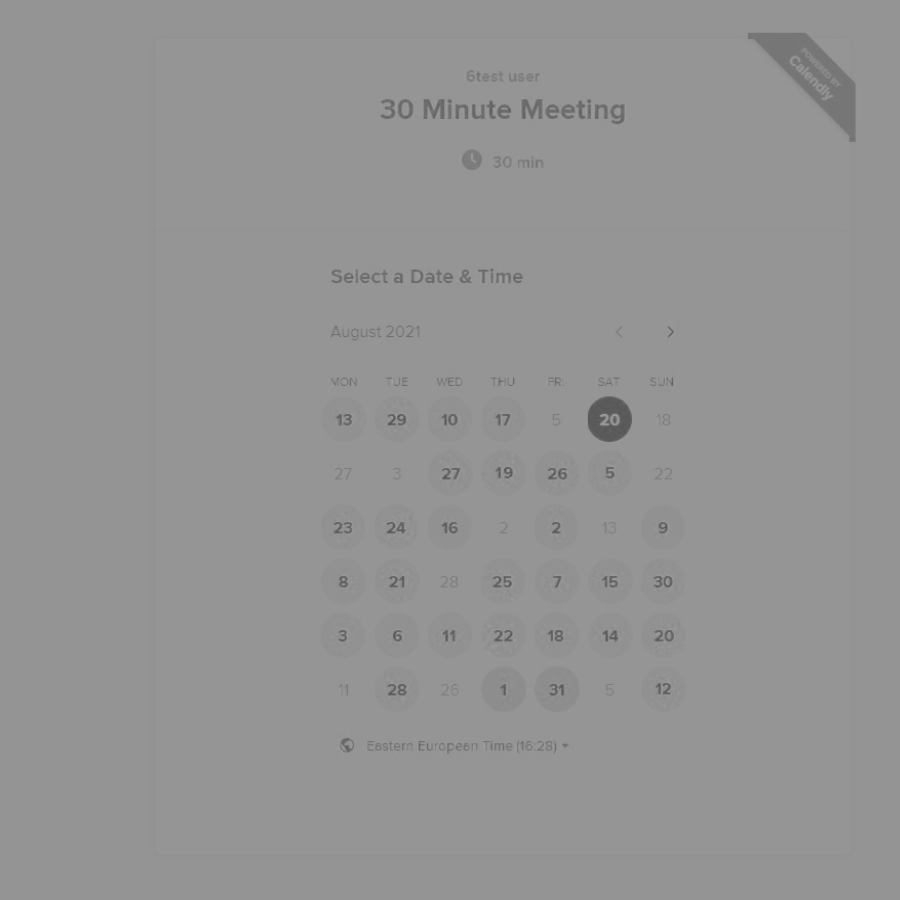 POWERED BY
Calendly
6test user
30 Minute Meeting
30 min
Select a Date & Time
August 2021
MON TUE WED THU FRI SAT SUN
13 29 10 17 5 20 18
27 3 27 19 26 5 22
23 24 16 2 2 13 9
8 21 28 25 7 15 30
3 6 11 22 18 14 20
11 28 26 1 31 5 12
Eastern European Time (16:28)